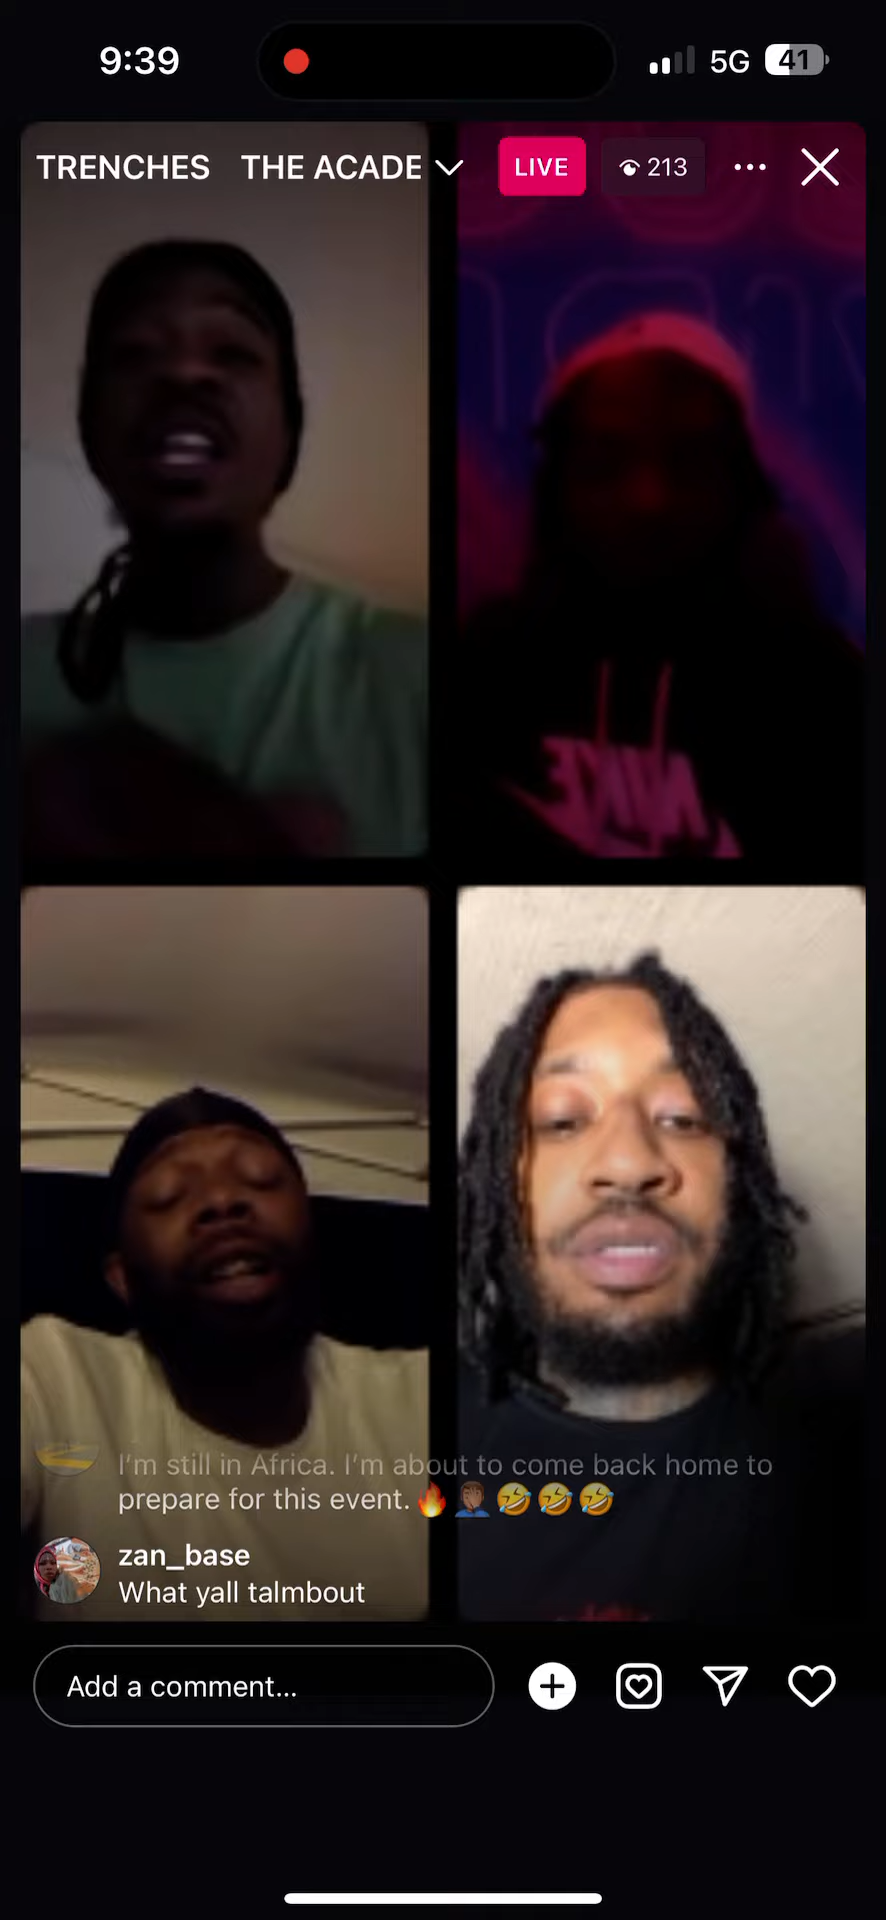 9:39 5G 41
TRENCHES THE ACADE LIVE 213
NIKE
I'm still in Africa. I'm about to come back home to
prepare for this event.🔥🤦🏾‍♂️🤣🤣🤣
zan_base
What yall talmbout
Add a comment...